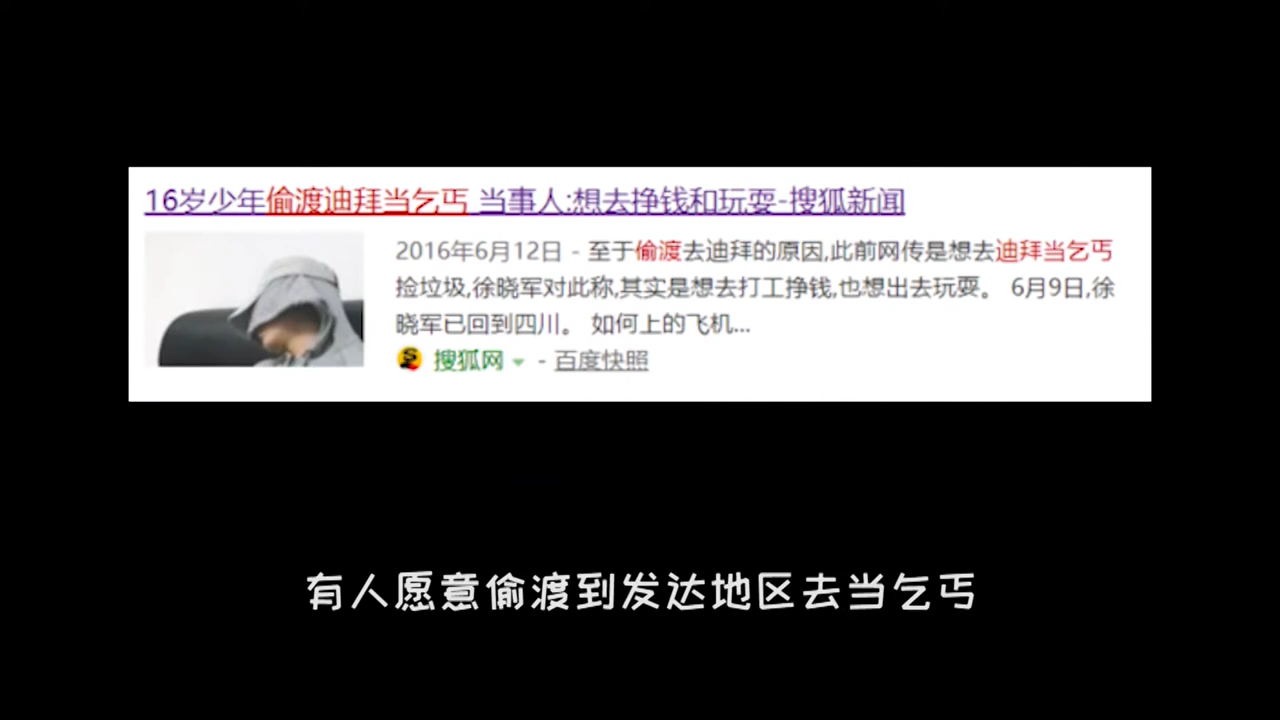 16岁少年偷渡迪拜当乞丐 当事人:想去挣钱和玩耍-搜狐新闻
2016年6月12日 - 至于偷渡去迪拜的原因,此前网传是想去迪拜当乞丐
捡垃圾,徐晓军对此称,其实是想去打工挣钱,也想出去玩耍。 6月9日,徐
晓军已回到四川。 如何上的飞机...
搜狐网 - 百度快照
有人愿意偷渡到发达地区去当乞丐